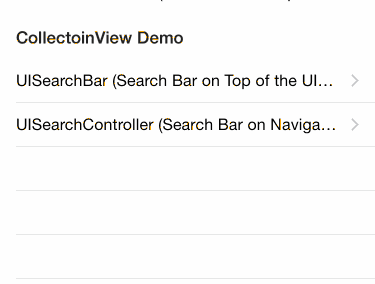 CollectoinView Demo
UISearchBar (Search Bar on Top of the UI…
UISearchController (Search Bar on Naviga…